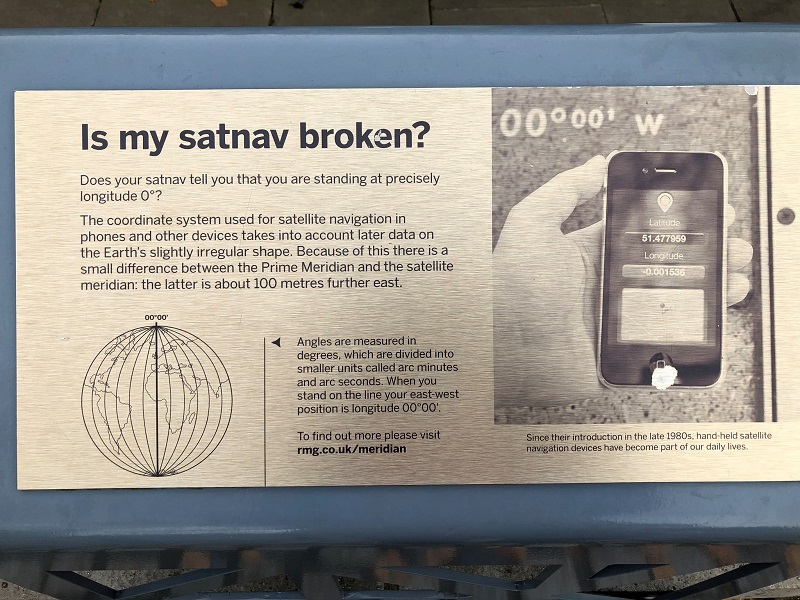 Is my satnav broken?
Does your satnav tell you that you are standing at precisely
longitude 0°?
The coordinate system used for satellite navigation in
phones and other devices takes into account later data on
the Earth's slightly irregular shape. Because of this there is a
small difference between the Prime Meridian and the satellite
meridian: the latter is about 100 metres further east.
00°00'
Angles are measured in
degrees, which are divided into
smaller units called arc minutes
and arc seconds. When you
stand on the line your east-west
position is longitude 00°00'.
To find out more please visit
rmg.co.uk/meridian
00°00' W
Latitude
51.477959
Longitude
-0.001536
Since their introduction in the late 1980s, hand-held satellite
navigation devices have become part of our daily lives.